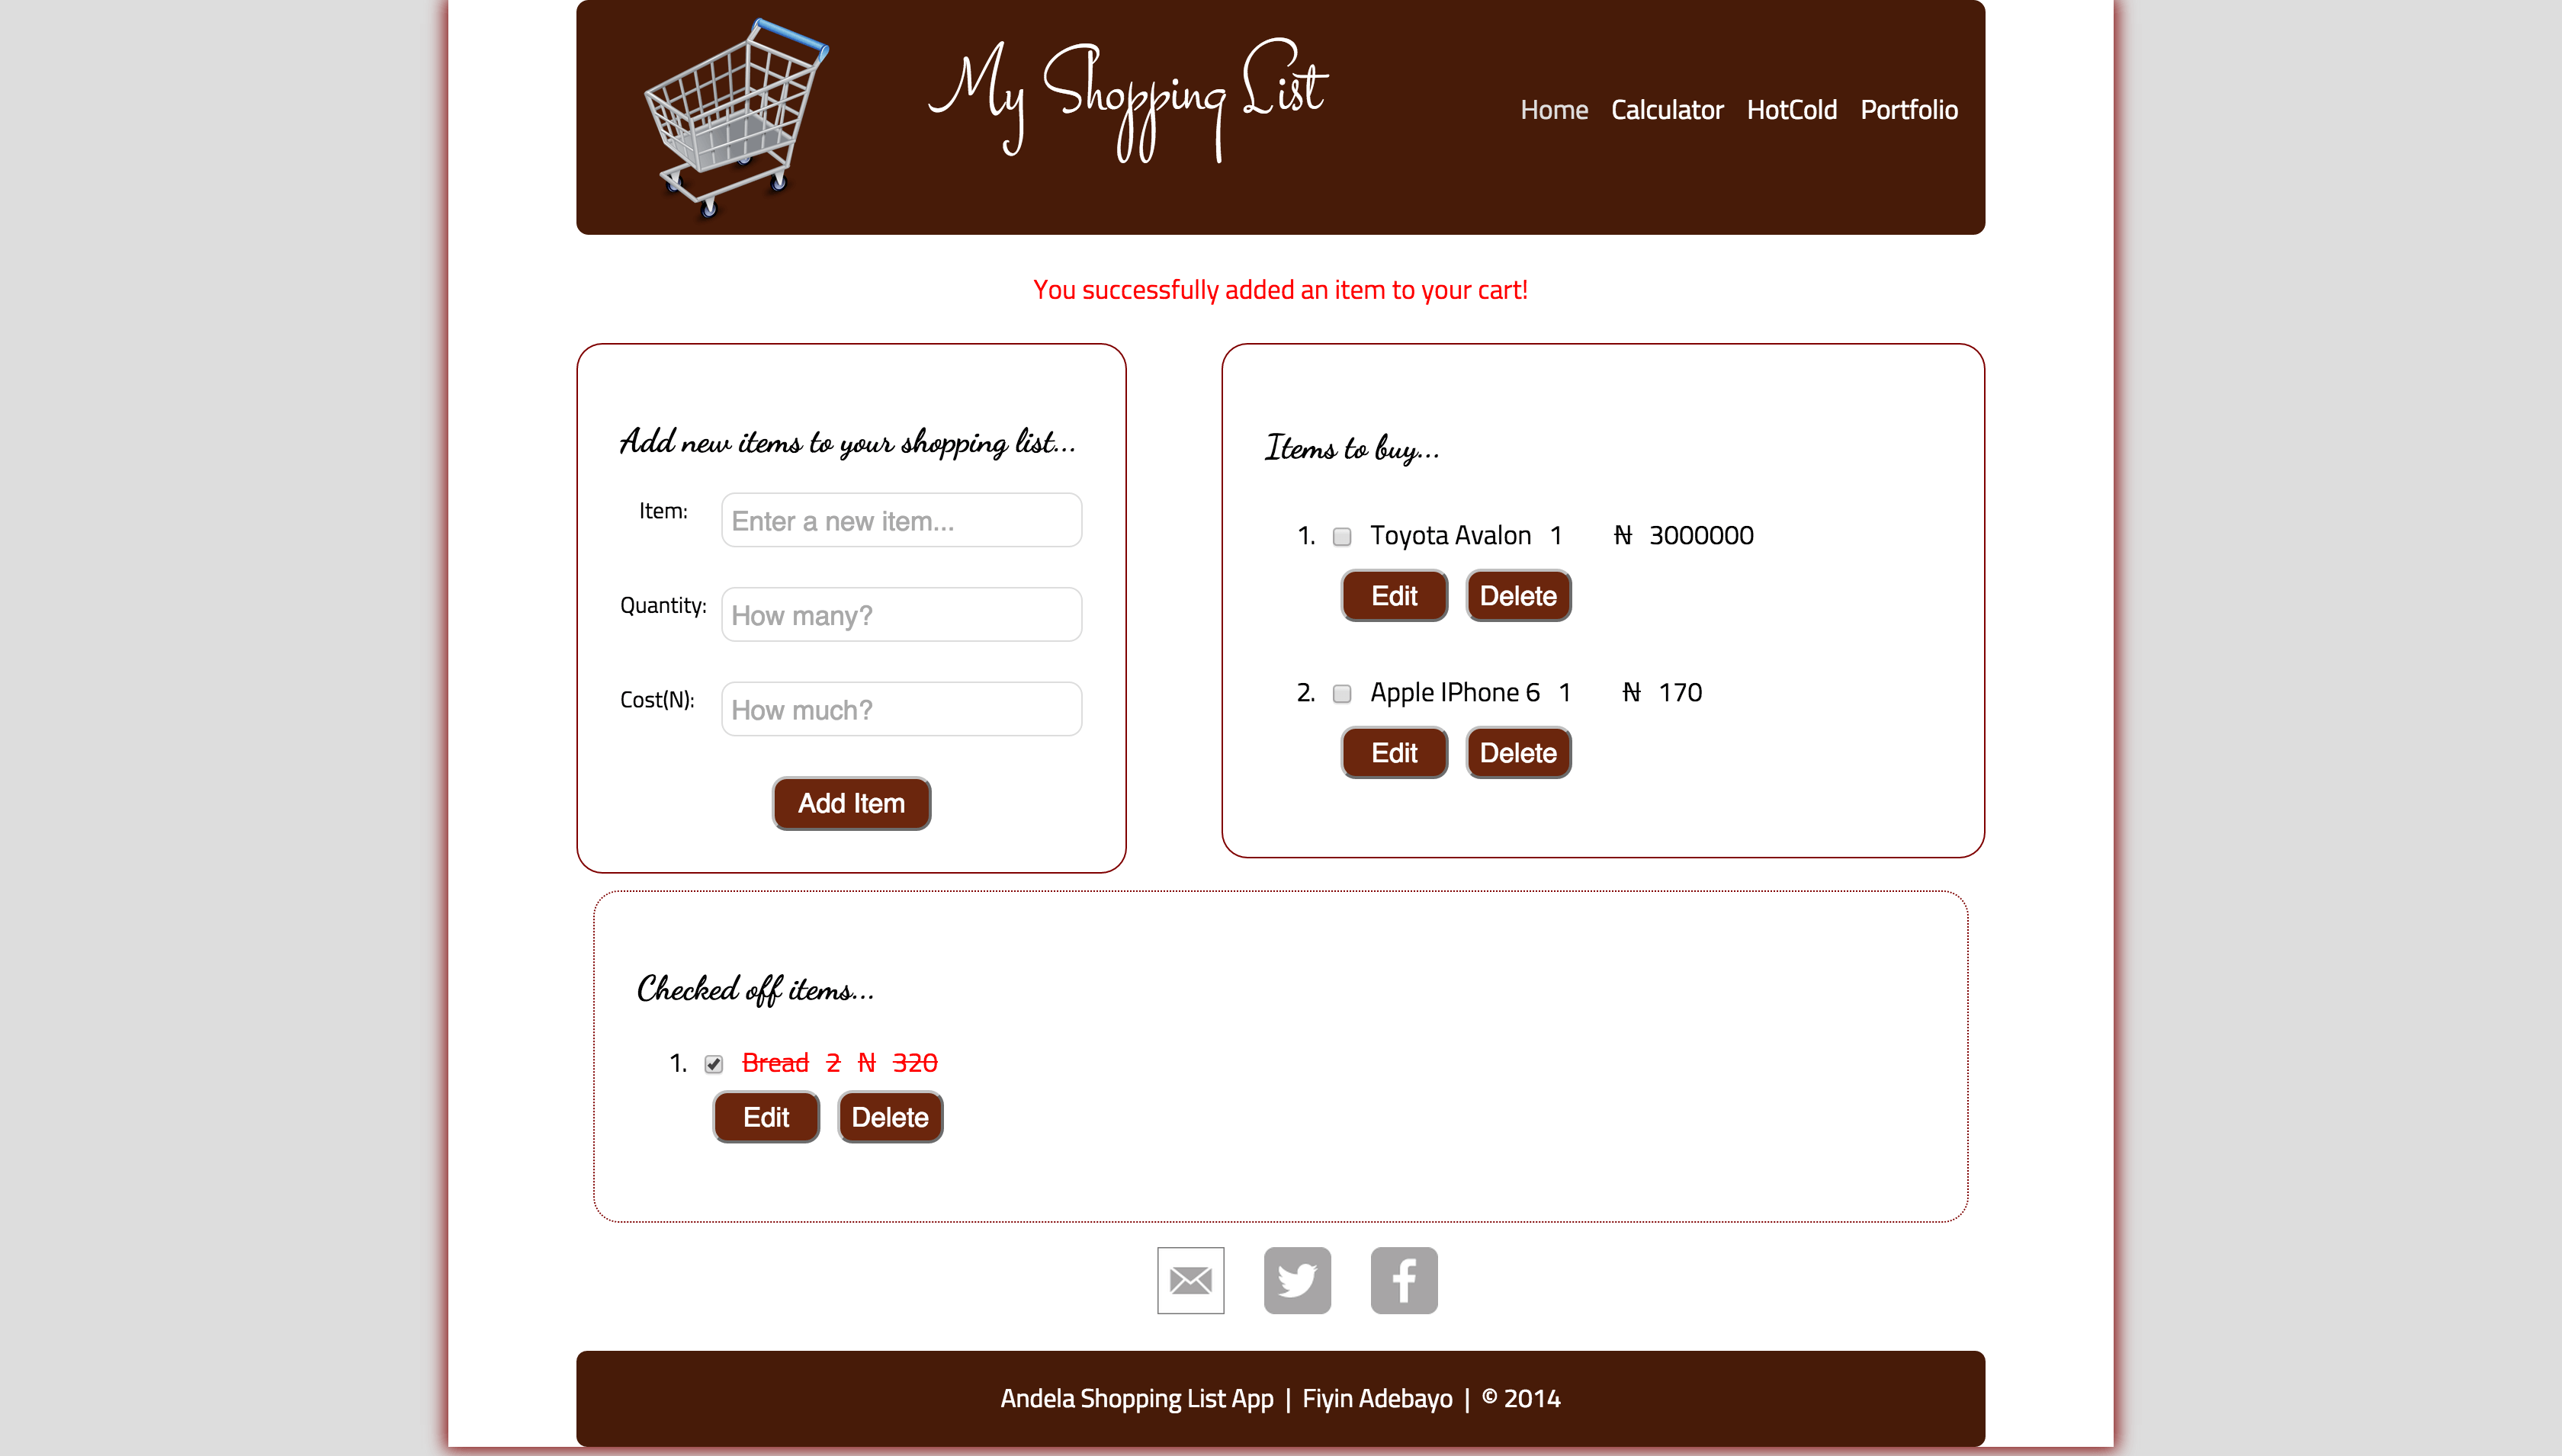 My Shopping List
Home Calculator HotCold Portfolio
You successfully added an item to your cart!
Add new items to your shopping list...
Item: Enter a new item...
Quantity: How many?
Cost(N): How much?
Add Item
Items to buy...
1. Toyota Avalon 1 ₦ 3000000
Edit Delete
2. Apple IPhone 6 1 ₦ 170
Edit Delete
Checked off items...
1. Bread 2 ₦ 320
Edit Delete
Andela Shopping List App | Fiyin Adebayo | © 2014